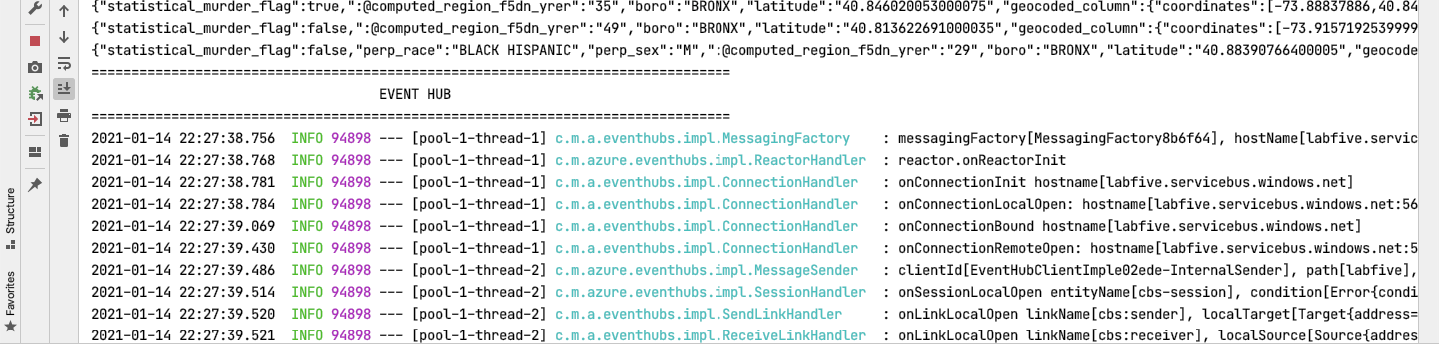 {"statistical_murder_flag":true,":@computed_region_f5dn_yrer":"35","boro":"BRONX","latitude":"40.846020053000075","geocoded_column":{"coordinates":[-73.88837886,40.84
{"statistical_murder_flag":false,":@computed_region_f5dn_yrer":"49","boro":"BRONX","latitude":"40.813622691000035","geocoded_column":{"coordinates":[-73.9157192539999
{"statistical_murder_flag":false,"perp_race":"BLACK HISPANIC","perp_sex":"M",":@computed_region_f5dn_yrer":"29","boro":"BRONX","latitude":"40.88390766400005","geocode
================================================================================
EVENT HUB
================================================================================
2021-01-14 22:27:38.756  INFO 94898 --- [pool-1-thread-1] c.m.a.eventhubs.impl.MessagingFactory    : messagingFactory[MessagingFactory8b6f64], hostName[labfive.servic
2021-01-14 22:27:38.768  INFO 94898 --- [pool-1-thread-1] c.m.azure.eventhubs.impl.ReactorHandler  : reactor.onReactorInit
2021-01-14 22:27:38.781  INFO 94898 --- [pool-1-thread-1] c.m.a.eventhubs.impl.ConnectionHandler   : onConnectionInit hostname[labfive.servicebus.windows.net]
2021-01-14 22:27:38.784  INFO 94898 --- [pool-1-thread-1] c.m.a.eventhubs.impl.ConnectionHandler   : onConnectionLocalOpen: hostname[labfive.servicebus.windows.net:56
2021-01-14 22:27:39.069  INFO 94898 --- [pool-1-thread-1] c.m.a.eventhubs.impl.ConnectionHandler   : onConnectionBound hostname[labfive.servicebus.windows.net]
2021-01-14 22:27:39.430  INFO 94898 --- [pool-1-thread-1] c.m.a.eventhubs.impl.ConnectionHandler   : onConnectionRemoteOpen: hostname[labfive.servicebus.windows.net:5
2021-01-14 22:27:39.486  INFO 94898 --- [pool-1-thread-2] c.m.azure.eventhubs.impl.MessageSender   : clientId[EventHubClientImple02ede-InternalSender], path[labfive],
2021-01-14 22:27:39.514  INFO 94898 --- [pool-1-thread-2] c.m.azure.eventhubs.impl.SessionHandler  : onSessionLocalOpen entityName[cbs-session], condition[Error{condi
2021-01-14 22:27:39.520  INFO 94898 --- [pool-1-thread-2] c.m.a.eventhubs.impl.SendLinkHandler     : onLinkLocalOpen linkName[cbs:sender], localTarget[Target{address=
2021-01-14 22:27:39.521  INFO 94898 --- [pool-1-thread-2] c.m.a.eventhubs.impl.ReceiveLinkHandler  : onLinkLocalOpen linkName[cbs:receiver], localSource[Source{addres
Structure
Favorites